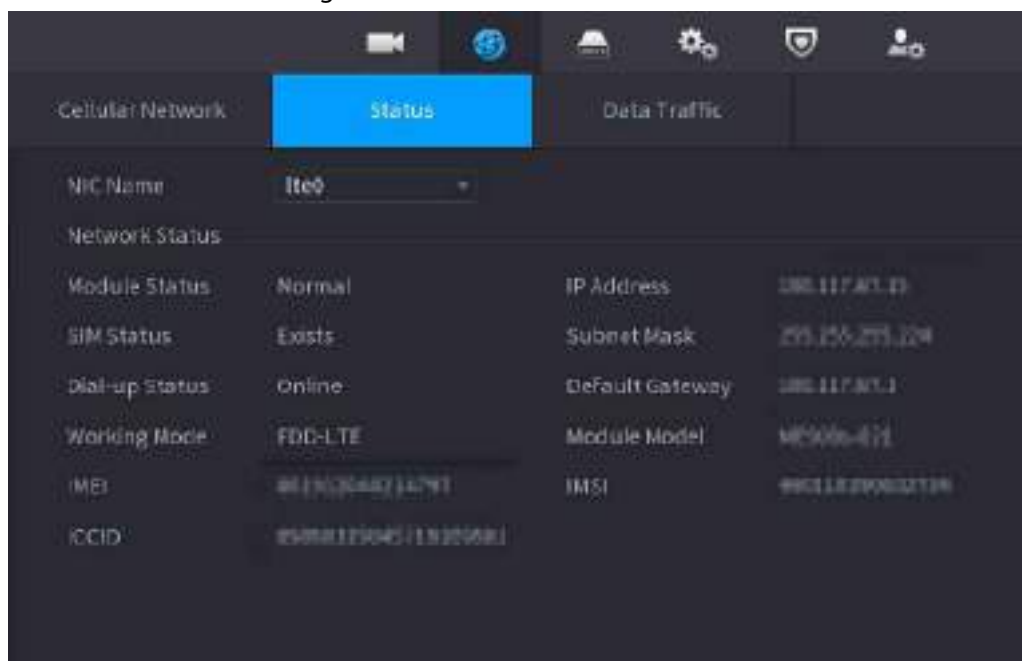 Cellular Network Status Data Traffic
NIC Name lte0
Network Status
Module Status Normal IP Address
SIM Status Exists Subnet Mask
Dial-up Status Online Default Gateway
Working Mode FDD-LTE Module Model
IMEI IMSI
ICCID